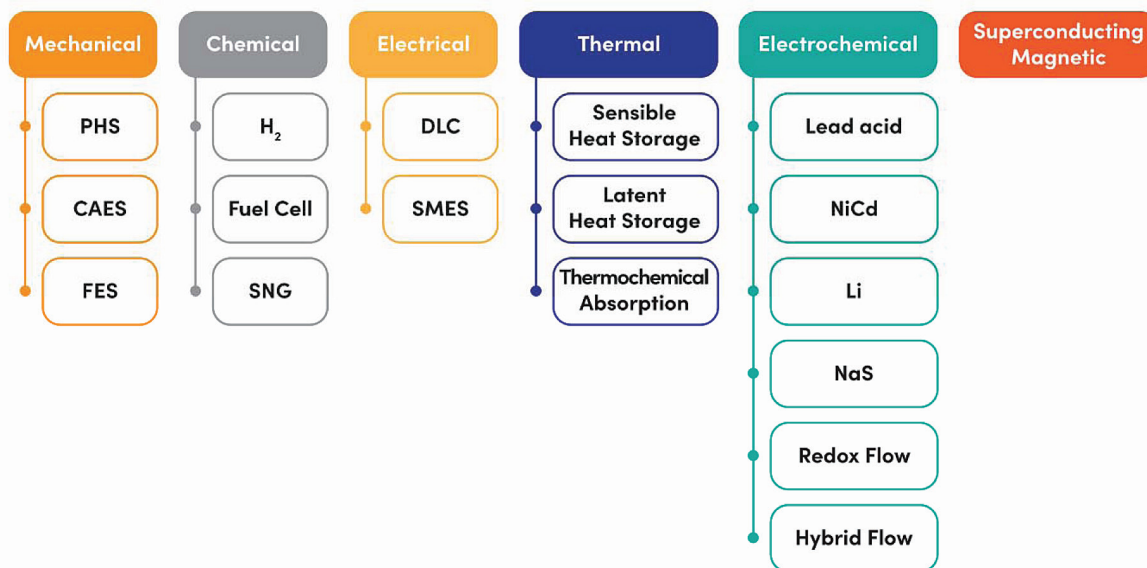 Mechanical
PHS
CAES
FES
Chemical
H₂
Fuel Cell
SNG
Electrical
DLC
SMES
Thermal
Sensible
Heat Storage
Latent
Heat Storage
Thermochemical
Absorption
Electrochemical
Lead acid
NiCd
Li
NaS
Redox Flow
Hybrid Flow
Superconducting
Magnetic